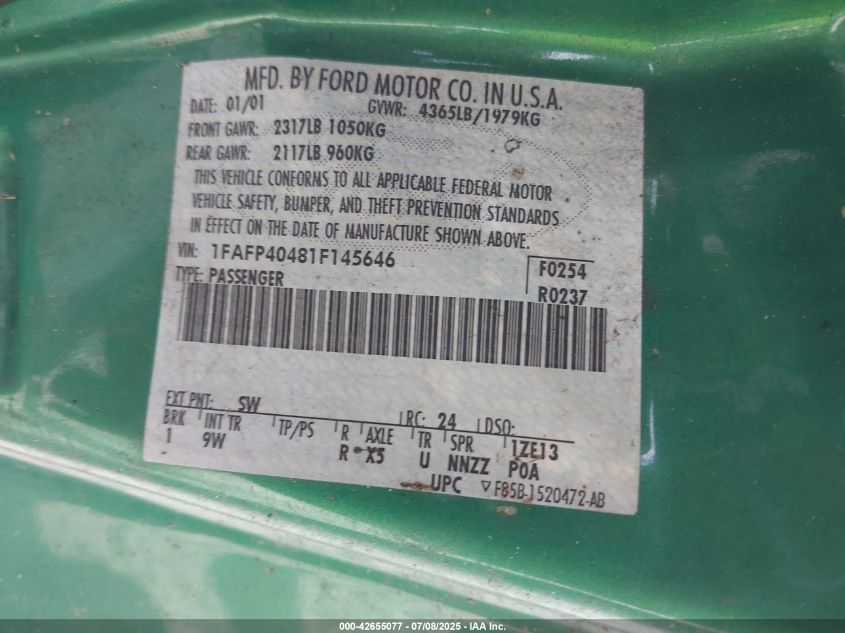 MFD. BY FORD MOTOR CO. IN U.S.A.
DATE: 01/01 GVWR: 4365LB/1979KG
FRONT GAWR: 2317LB 1050KG
REAR GAWR: 2117LB 960KG
THIS VEHICLE CONFORMS TO ALL APPLICABLE FEDERAL MOTOR
VEHICLE SAFETY, BUMPER, AND THEFT PREVENTION STANDARDS
IN EFFECT ON THE DATE OF MANUFACTURE SHOWN ABOVE.
VIN: 1FAFP40481F145646 F0254
TYPE: PASSENGER R0237
EXT PNT: SW RC: 24 DSO:
BRK INT TR TP/PS R AXLE TR SPR 1ZE13
1 9W R X5 U NNZZ POA
UPC ▽F85B-1520472-AB
000-42655077 - 07/08/2025 - IAA Inc.